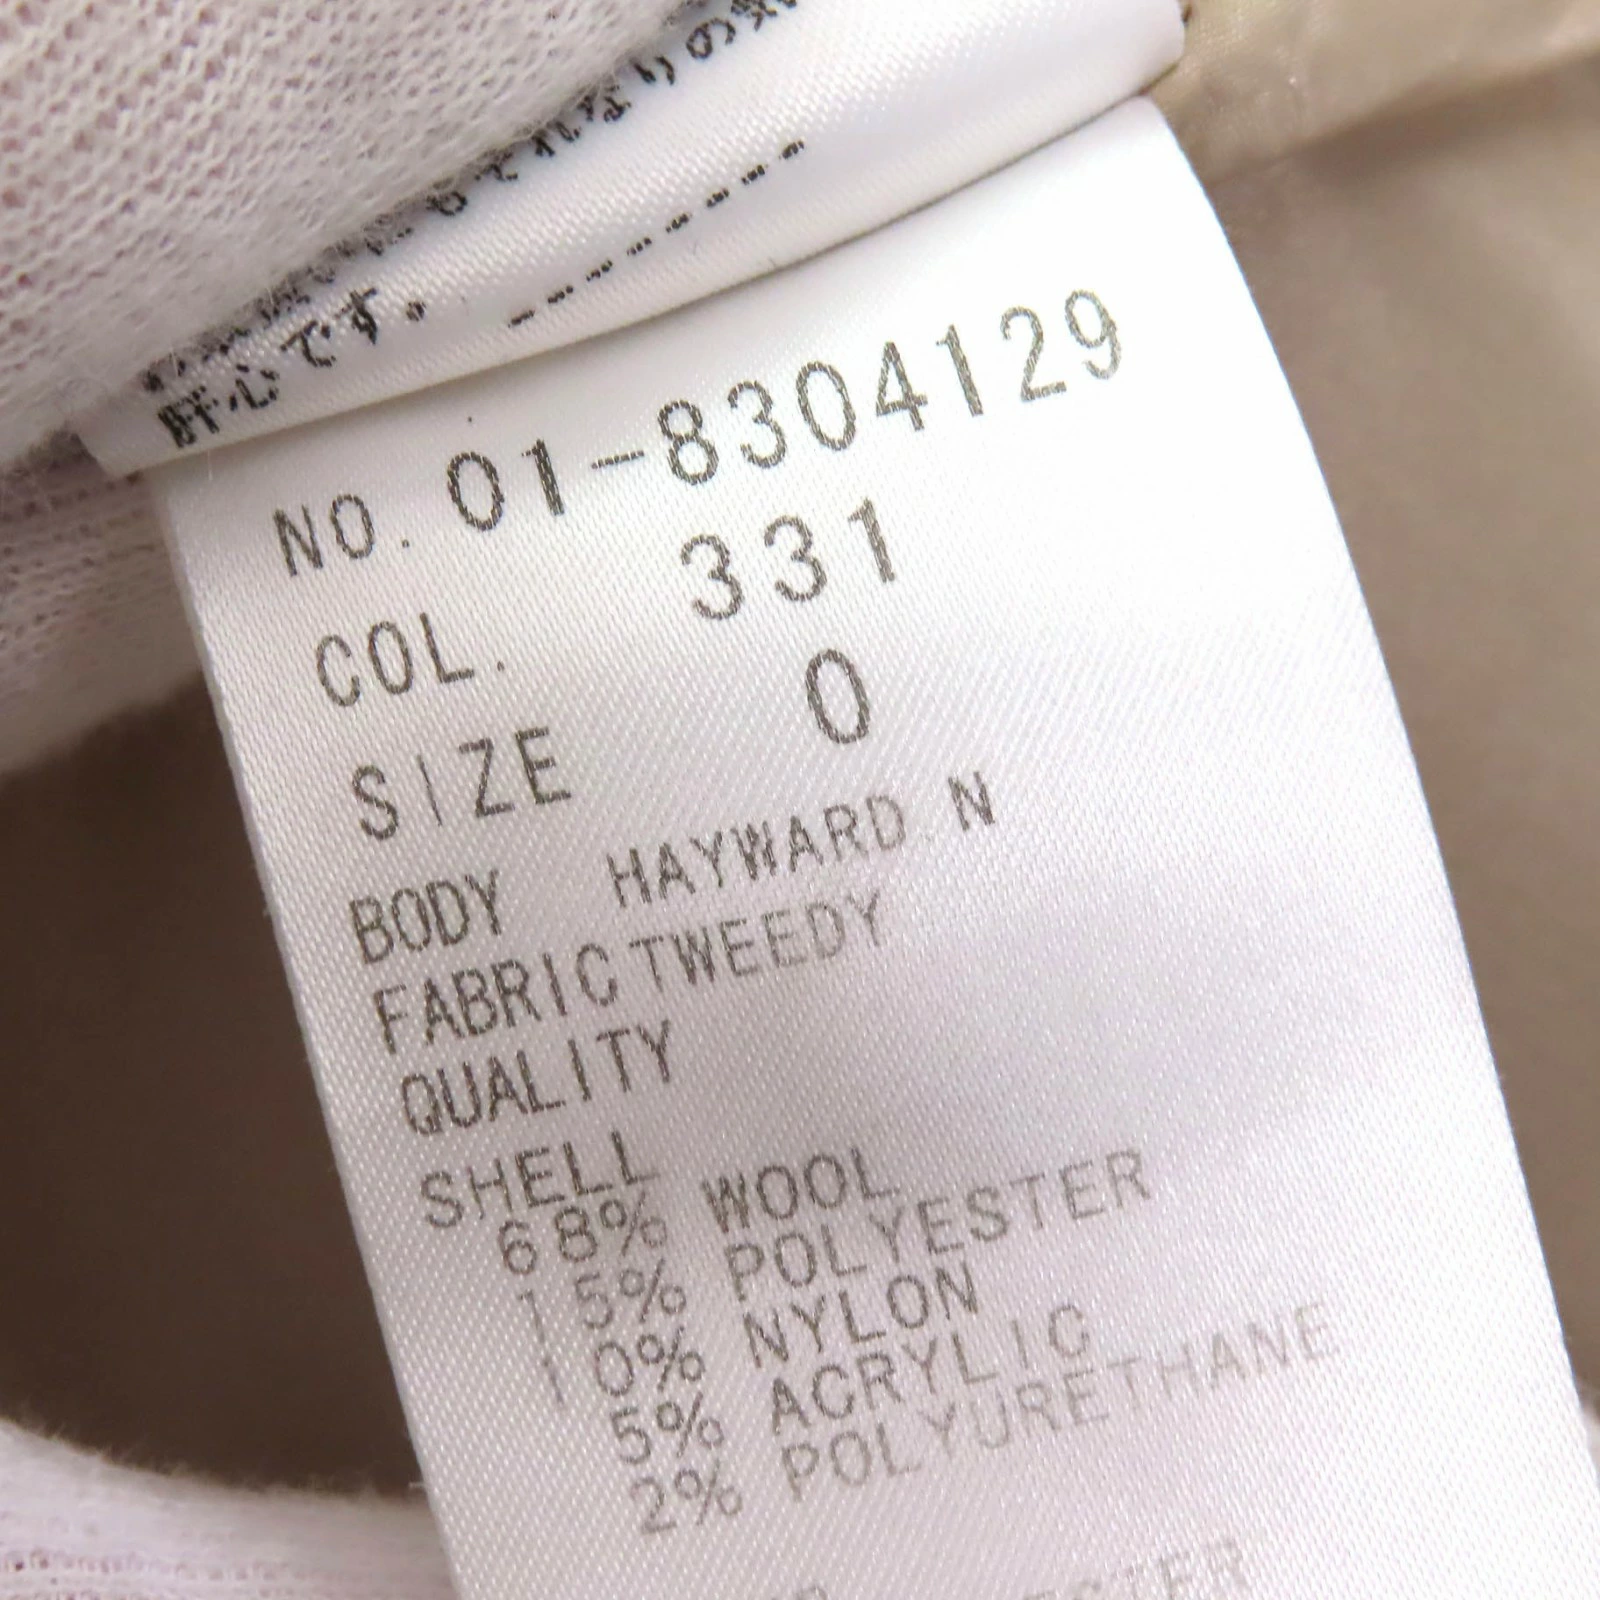 肝心です。
--------
NO. 01-8304129
COL. 331
SIZE 0
BODY HAYWARD N
FABRIC TWEEDY
QUALITY
SHELL
68% WOOL
15% POLYESTER
10% NYLON
5% ACRYLIC
2% POLYURETHANE